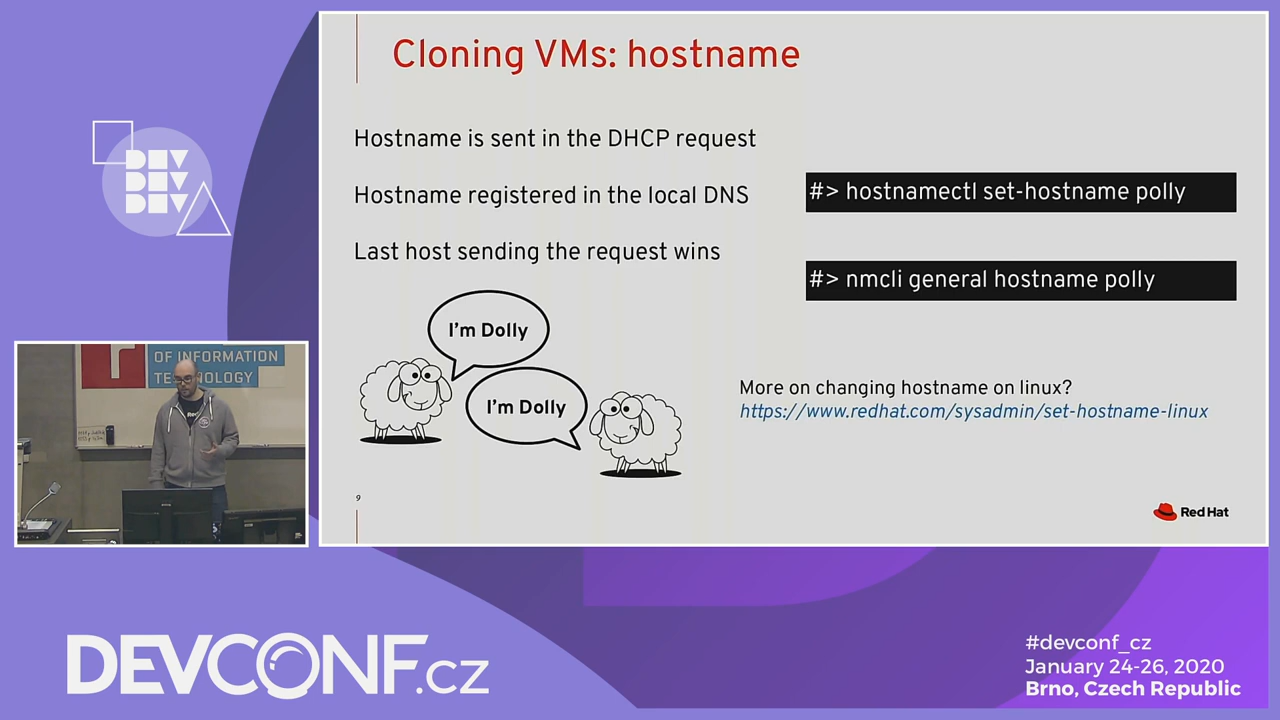 Cloning VMs: hostname
Hostname is sent in the DHCP request
Hostname registered in the local DNS
Last host sending the request wins
#> hostnamectl set-hostname polly
#> nmcli general hostname polly
I'm Dolly
I'm Dolly
More on changing hostname on linux?
https://www.redhat.com/sysadmin/set-hostname-linux
9
Red Hat
DEV
DEV
DEV
OF INFORMATION
TECHNOLOGY
DEVCONF.cz
#devconf_cz
January 24-26, 2020
Brno, Czech Republic